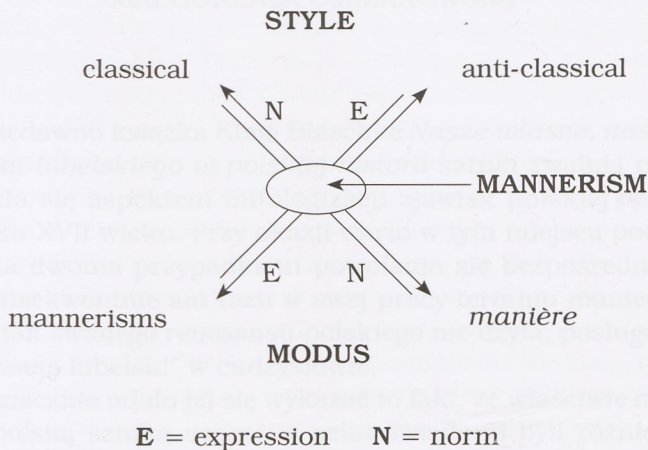 STYLE
classical anti-classical
N E
MANNERISM
E N
mannerisms manière
MODUS
E = expression N = norm